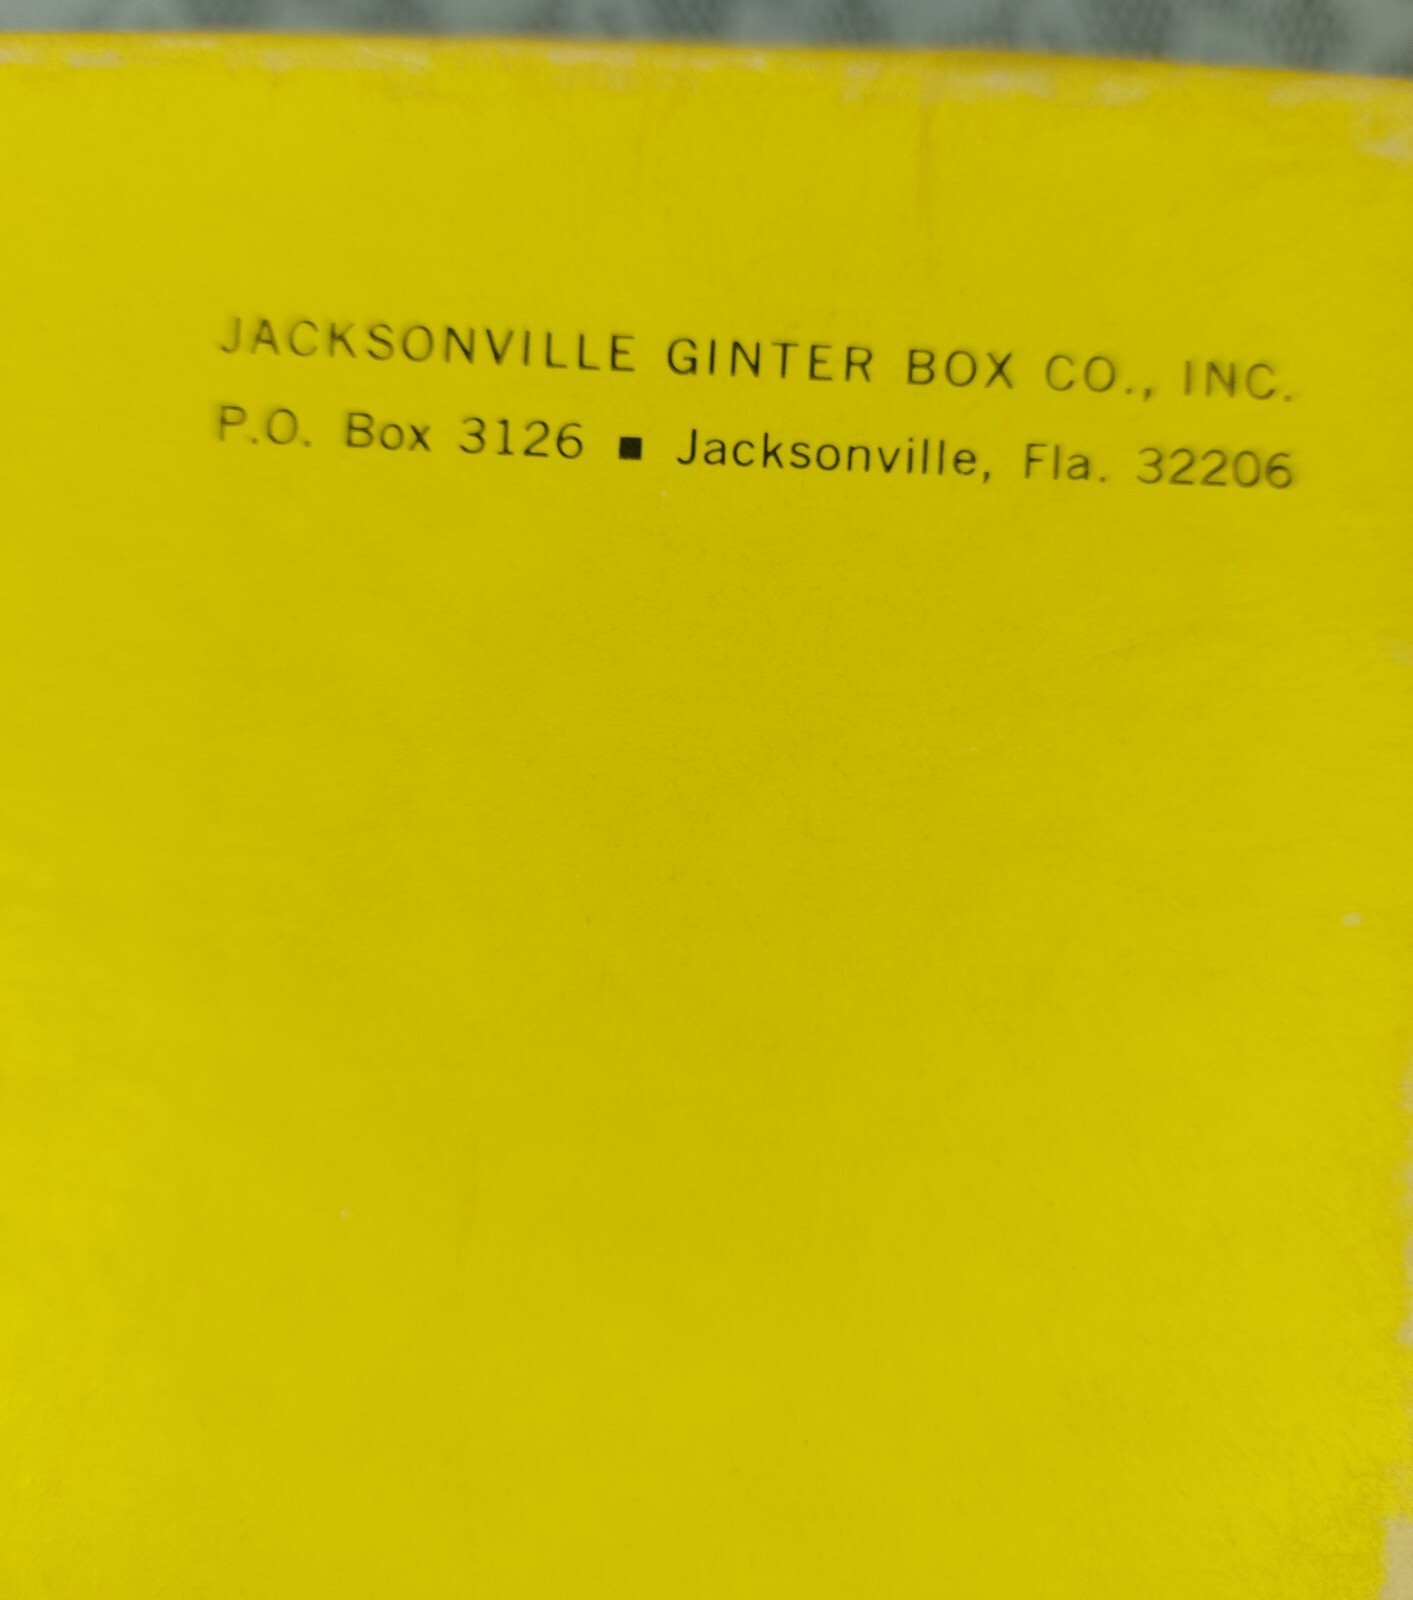 JACKSONVILLE GINTER BOX CO., INC.
P.O. Box 3126 ■ Jacksonville, Fla. 32206